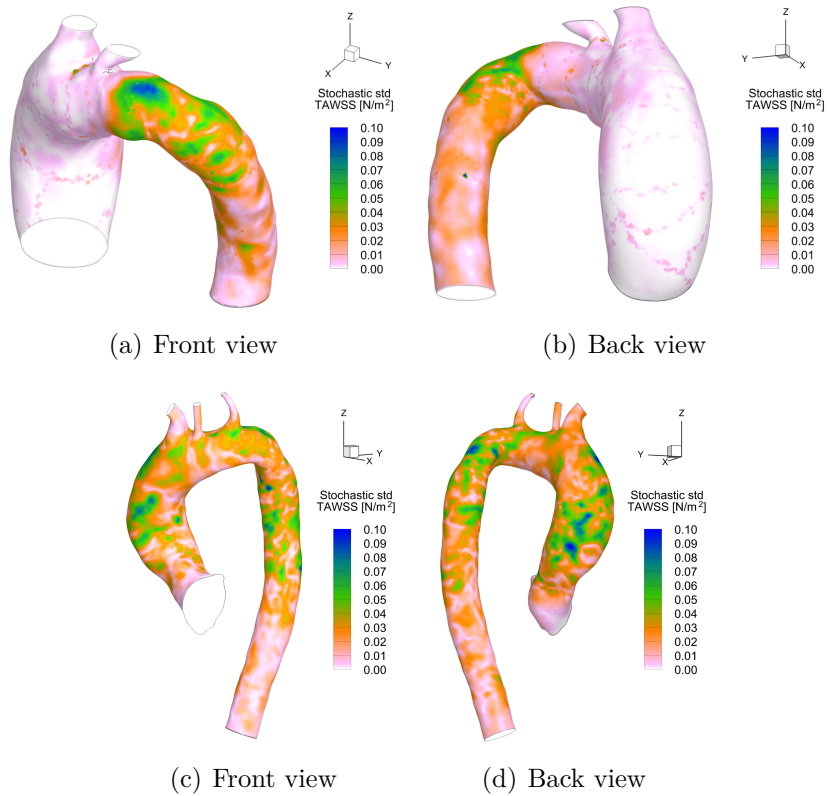 Z
Y
X
Stochastic std
TAWSS [N/m²]
0.10
0.09
0.08
0.07
0.06
0.05
0.04
0.03
0.02
0.01
0.00
Z
Y
X
Stochastic std
TAWSS [N/m²]
0.10
0.09
0.08
0.07
0.06
0.05
0.04
0.03
0.02
0.01
0.00
(a) Front view
(b) Back view
Z
Y
X
Stochastic std
TAWSS [N/m²]
0.10
0.09
0.08
0.07
0.06
0.05
0.04
0.03
0.02
0.01
0.00
Z
Y
X
Stochastic std
TAWSS [N/m²]
0.10
0.09
0.08
0.07
0.06
0.05
0.04
0.03
0.02
0.01
0.00
(c) Front view
(d) Back view